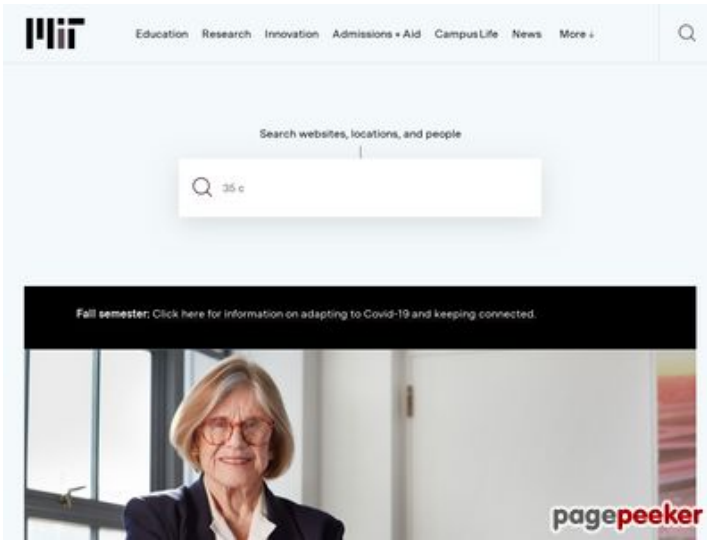 MIT
Education Research Innovation Admissions + Aid Campus Life News More ↓
Search websites, locations, and people
35 c
Fall semester: Click here for information on adapting to Covid-19 and keeping connected.
pagepeeker